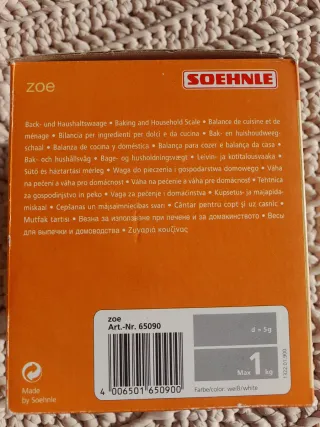 zoe
SOEHNLE
Back- und Haushaltswaage • Baking and Household Scale • Balance de cuisine et de
ménage • Bilancia per ingredienti per dolci e da cucina • Bak- en huishoudweeg-
schaal • Balanza de cocina y doméstica • Balança para cozer e balança da casa •
Bak- och hushållsvåg • Bage- og husholdningsvægt • Leivin- ja kotitalousvaaka •
Sütő és háztartási mérleg • Waga do pieczenia i gospodarstwa domowego • Váha
na pečení a váha pro domácnost • Váha na pečenie a váha pre domácnosť • Tehtnica
za gospodinjstvo in peko • Vaga za pečenje i domaćinstva • Küpsetus- ja majapida-
miskaal • Cepšanas un mājsaimniecības svari • Cântar pentru copt şi uz casnic •
Mutfak tartısı • Везна за използване при печене и за домакинството • Весы
для выпечки и домоводства • Ζυγαριά κουζίνας
zoe
Art.-Nr. 65090
d = 5g
Max 1 kg
4 006501 650900
Farbe/color: weiß/white
Made
by Soehnle